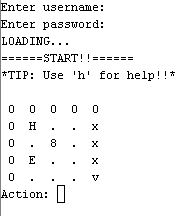 Enter username:
Enter password:
LOADING...
======START!!======
*TIP: Use 'h' for help!!*
0 0 0 0 0
0 H . . x
0 . 8 . x
0 E . . x
0 . . . v
Action: